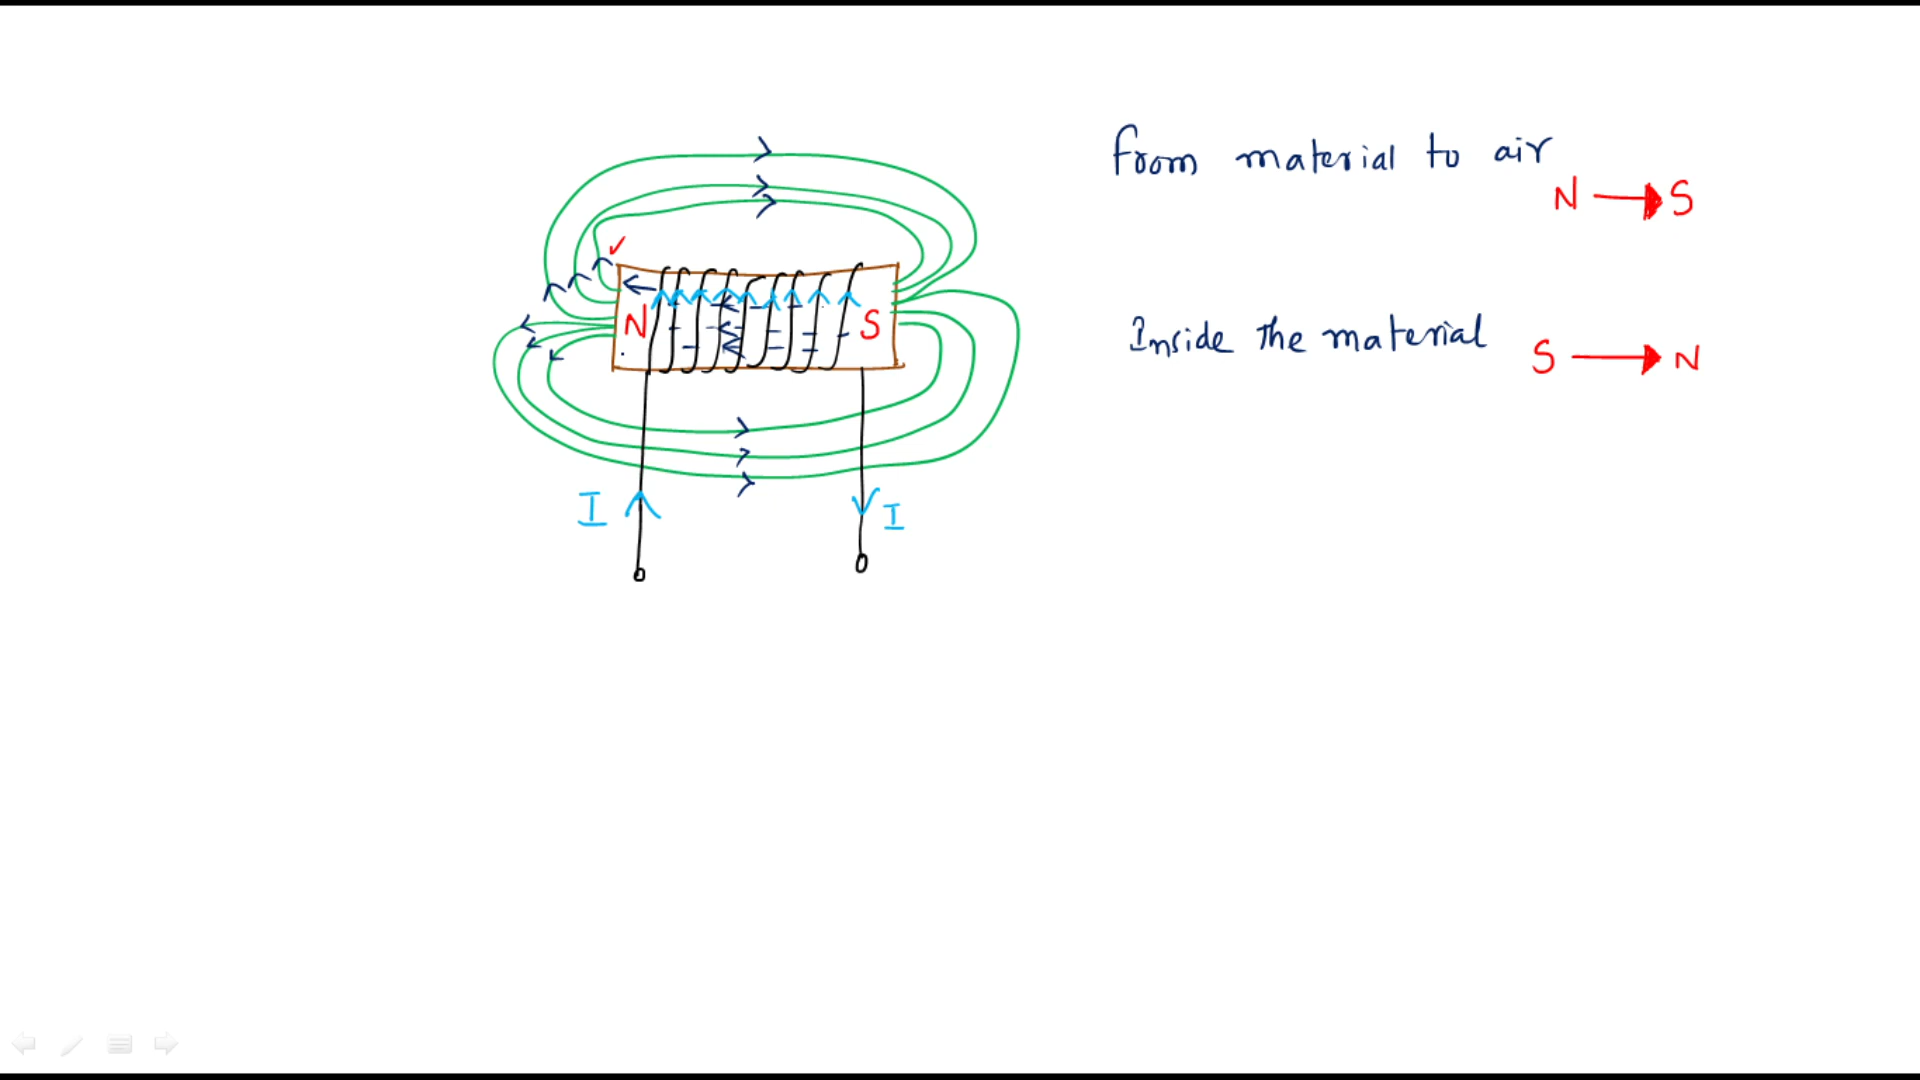 from material to air
N → S
N S
Inside the material
S → N
I I